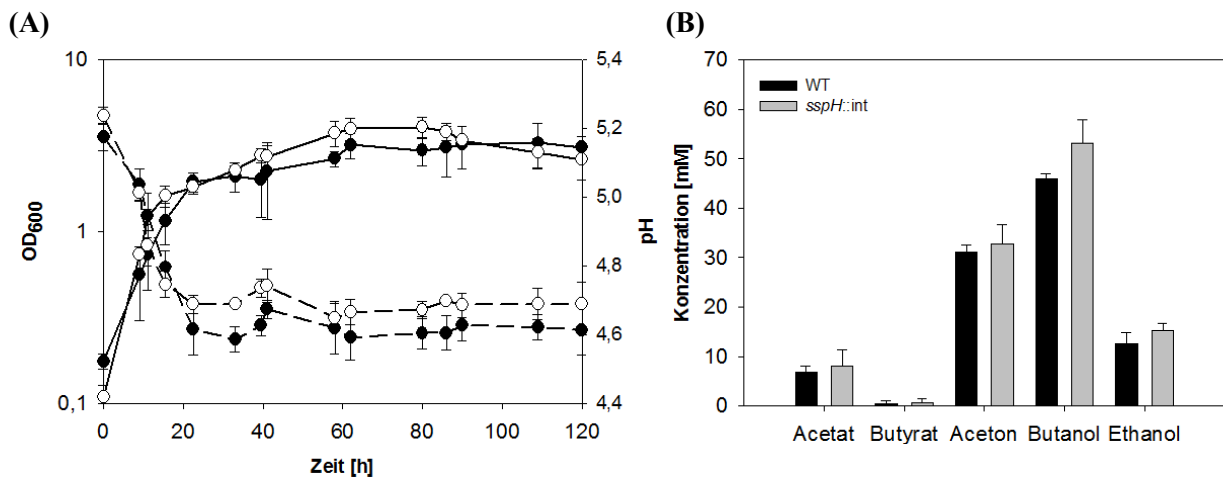 (A)
(B)
10
1
0,1
OD600
5,4
5,2
5,0
4,8
4,6
4,4
pH
0
20
40
60
80
100
120
Zeit [h]
70
60
50
40
30
20
10
0
Konzentration [mM]
WT
sspH::int
Acetat
Butyrat
Aceton
Butanol
Ethanol